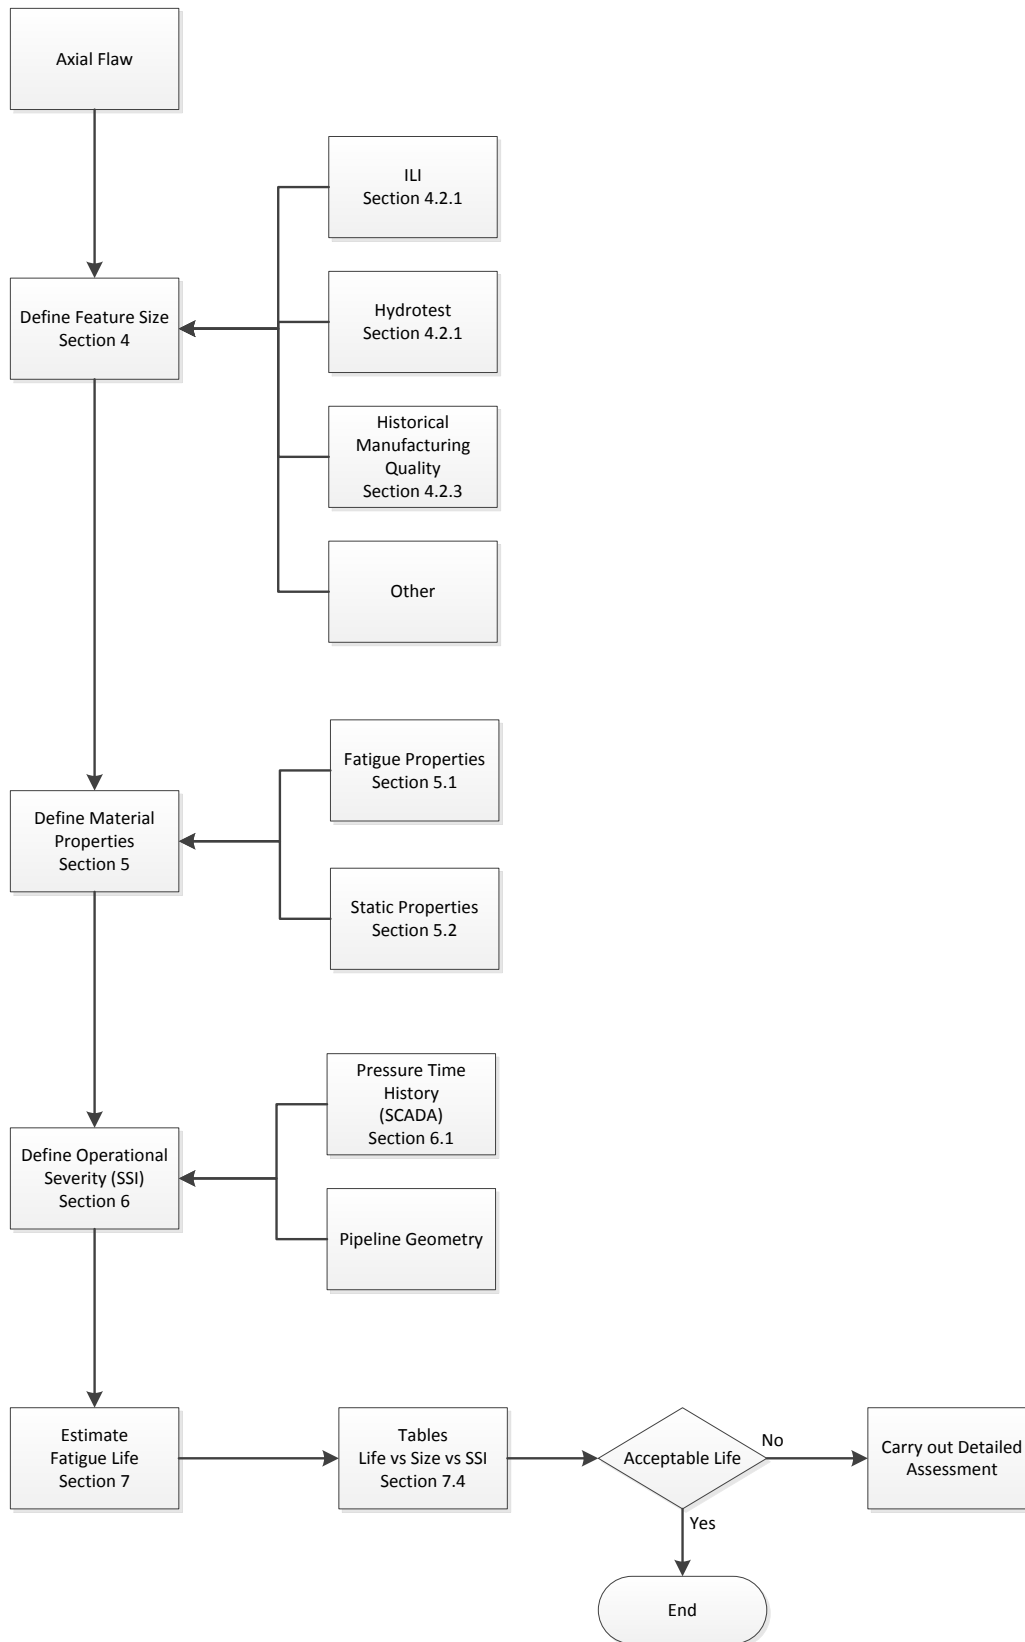 Axial Flaw
ILI
Section 4.2.1
Define Feature Size
Section 4
Hydrotest
Section 4.2.1
Historical
Manufacturing
Quality
Section 4.2.3
Other
Fatigue Properties
Section 5.1
Define Material
Properties
Section 5
Static Properties
Section 5.2
Pressure Time
History
(SCADA)
Section 6.1
Define Operational
Severity (SSI)
Section 6
Pipeline Geometry
Estimate
Fatigue Life
Section 7
Tables
Life vs Size vs SSI
Section 7.4
Acceptable Life
No
Carry out Detailed
Assessment
Yes
End